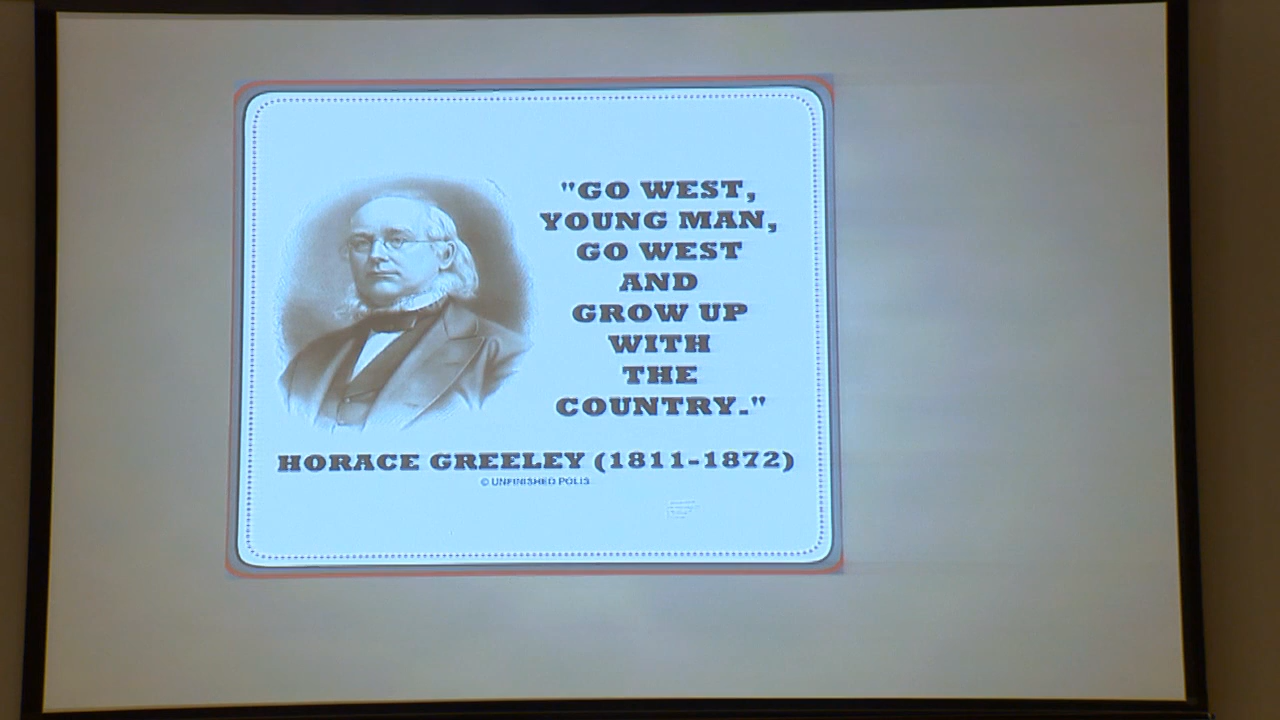 "GO WEST,
YOUNG MAN,
GO WEST
AND
GROW UP
WITH
THE
COUNTRY."
HORACE GREELEY (1811-1872)
© UNFINISHED POLIS